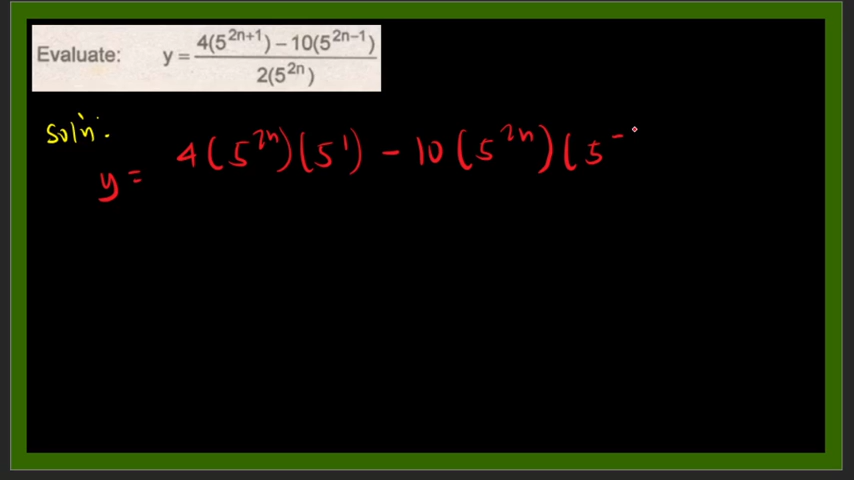 Evaluate: y = 4(5^{2n+1}) – 10(5^{2n–1}) / 2(5^{2n})
Sol'n:
y = 4(5^{2n})(5^1) - 10(5^{2n})(5^-